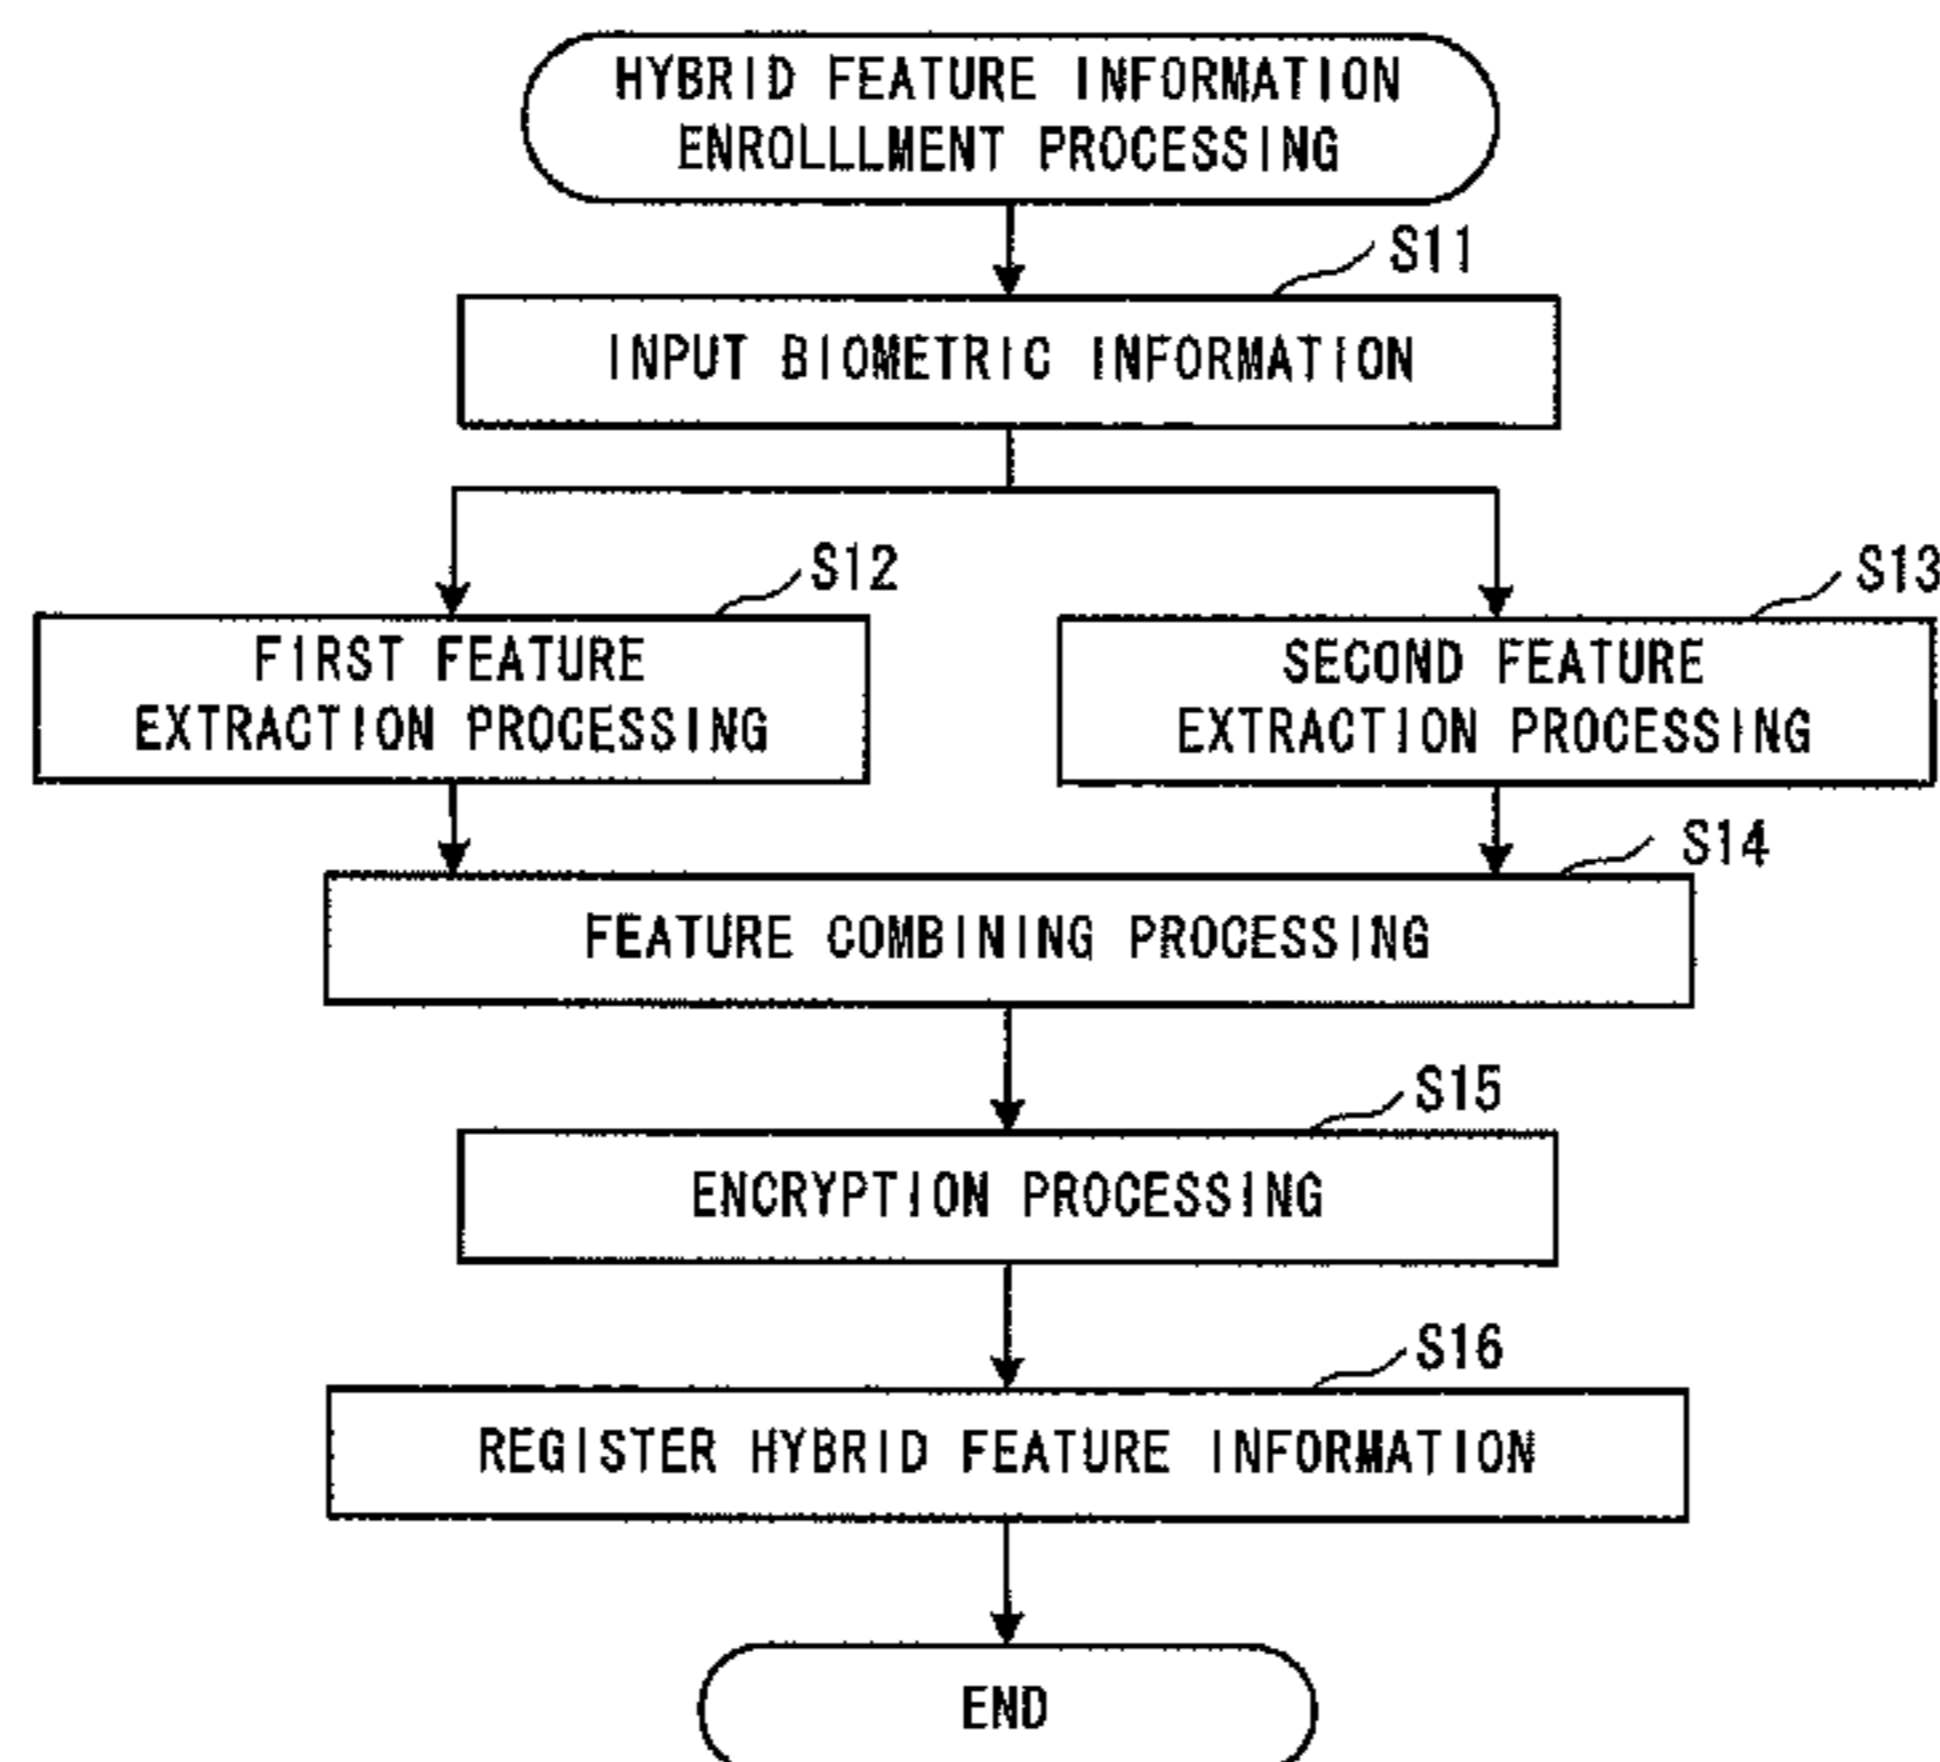 HYBRID FEATURE INFORMATION
ENROLLLMENT PROCESSING
S11
INPUT BIOMETRIC INFORMATION
S12
FIRST FEATURE
EXTRACTION PROCESSING
S13
SECOND FEATURE
EXTRACTION PROCESSING
S14
FEATURE COMBINING PROCESSING
S15
ENCRYPTION PROCESSING
S16
REGISTER HYBRID FEATURE INFORMATION
END